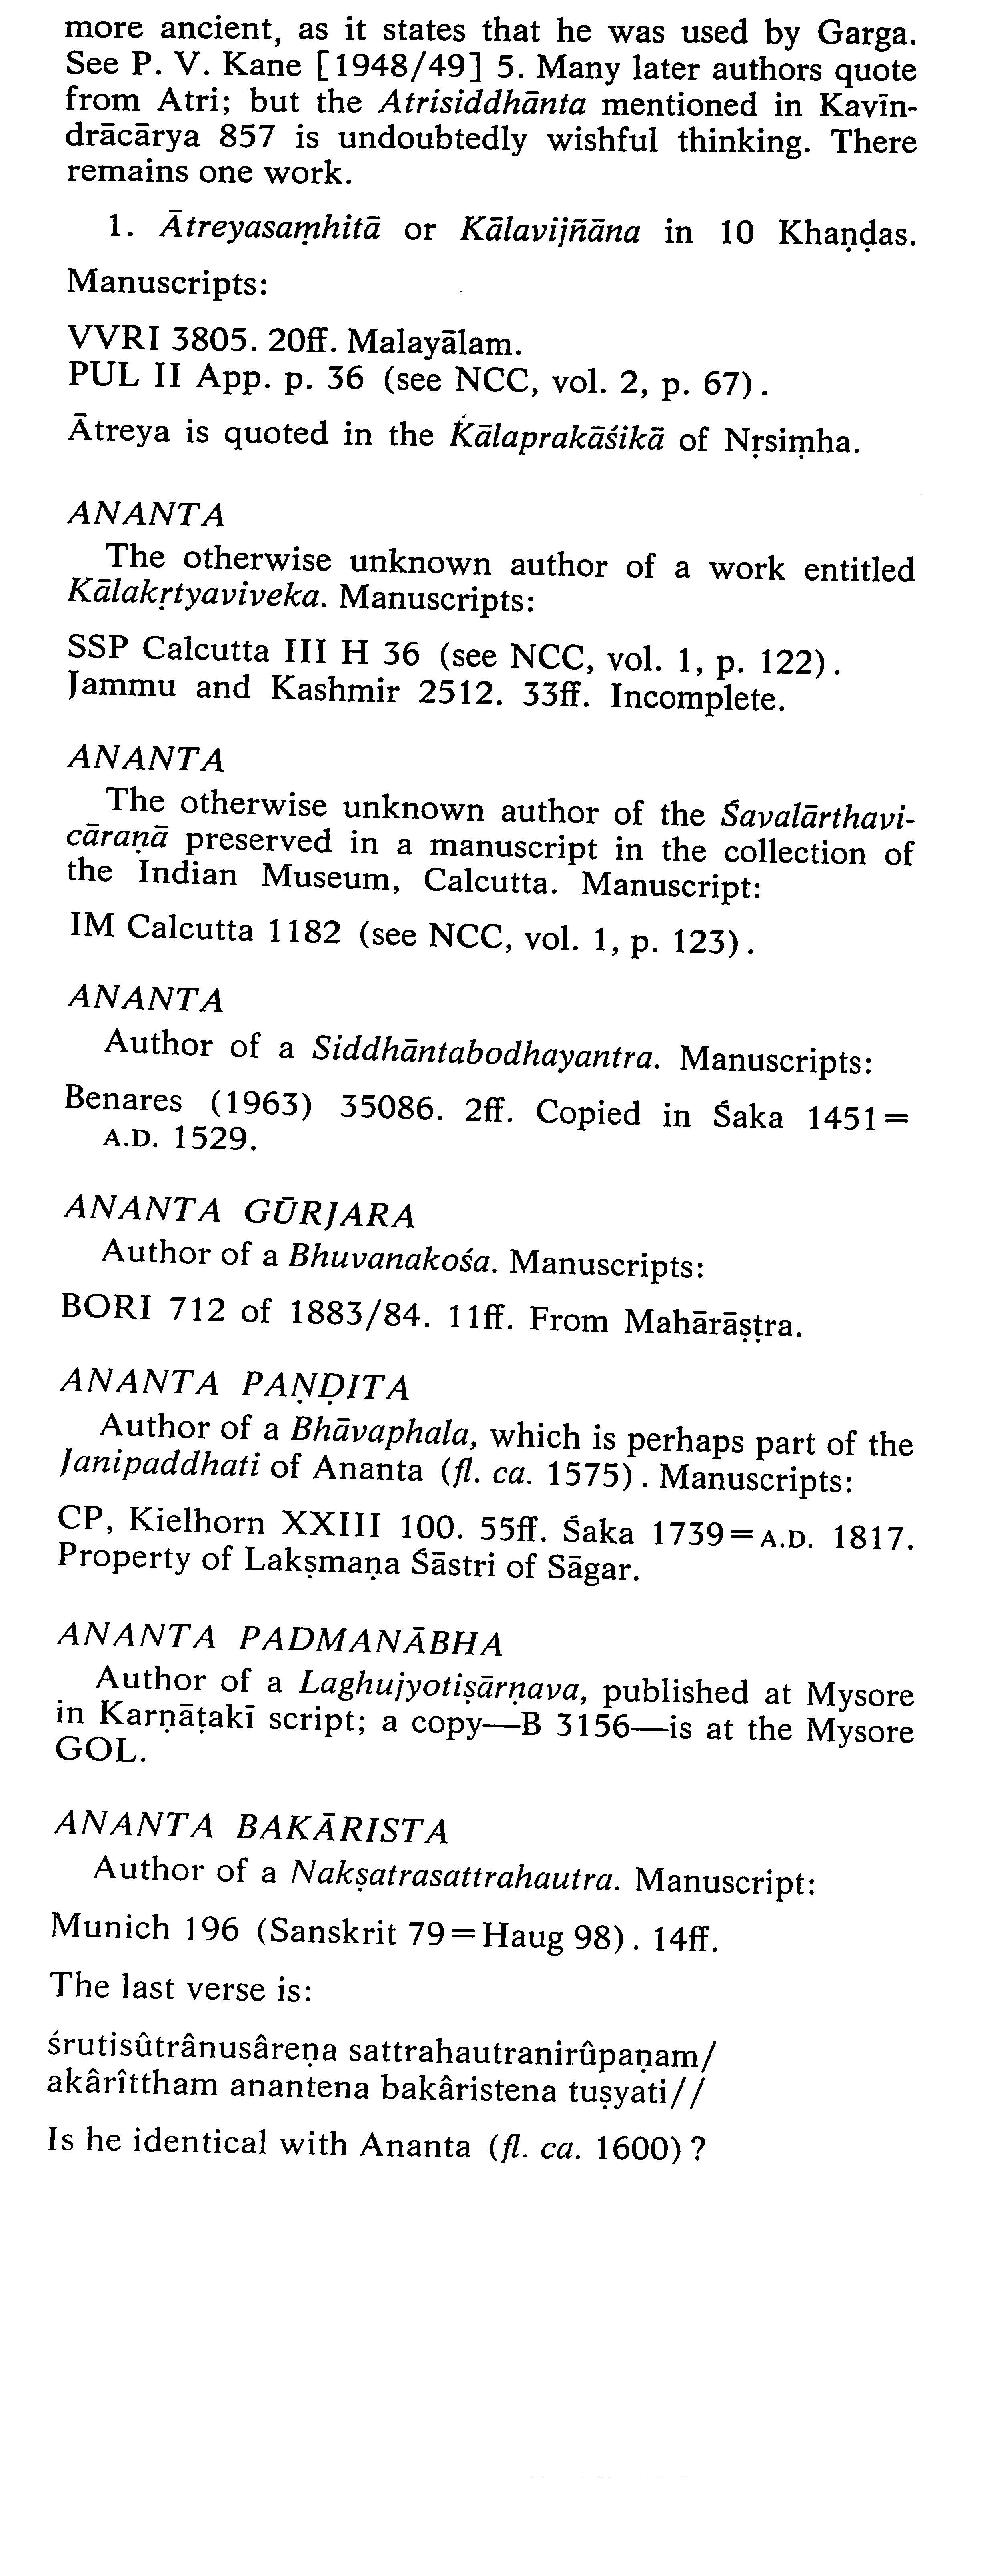 more ancient, as it states that he was used by Garga.
See P. V. Kane [1948/49] 5. Many later authors quote
from Atri; but the Atrisiddhānta mentioned in Kavīn-
drācārya 857 is undoubtedly wishful thinking. There
remains one work.
1. Ātreyasaṃhitā or Kālavijñāna in 10 Khaṇḍas.
Manuscripts:
VVRI 3805. 20ff. Malayālam.
PUL II App. p. 36 (see NCC, vol. 2, p. 67).
Ātreya is quoted in the Kālaprakāśikā of Nṛsiṃha.
ANANTA
The otherwise unknown author of a work entitled
Kālakṛtyaviveka. Manuscripts:
SSP Calcutta III H 36 (see NCC, vol. 1, p. 122).
Jammu and Kashmir 2512. 33ff. Incomplete.
ANANTA
The otherwise unknown author of the Śavalārthavi-
cāraṇā preserved in a manuscript in the collection of
the Indian Museum, Calcutta. Manuscript:
IM Calcutta 1182 (see NCC, vol. 1, p. 123).
ANANTA
Author of a Siddhāntabodhayantra. Manuscripts:
Benares (1963) 35086. 2ff. Copied in Śaka 1451=
A.D. 1529.
ANANTA GŪRJARA
Author of a Bhuvanakośa. Manuscripts:
BORI 712 of 1883/84. 11ff. From Mahārāṣṭra.
ANANTA PAṆḌITA
Author of a Bhāvaphala, which is perhaps part of the
Janipaddhati of Ananta (fl. ca. 1575). Manuscripts:
CP, Kielhorn XXIII 100. 55ff. Śaka 1739=A.D. 1817.
Property of Lakṣmaṇa Śāstri of Sāgar.
ANANTA PADMANĀBHA
Author of a Laghujyotiṣārṇava, published at Mysore
in Karṇāṭakī script; a copy—B 3156—is at the Mysore
GOL.
ANANTA BAKĀRISTA
Author of a Nakṣatrasattrahautra. Manuscript:
Munich 196 (Sanskrit 79=Haug 98). 14ff.
The last verse is:
śrutisûtrânusâreṇa sattrahautranirûpaṇam/
akârîttham anantena bakâristena tuṣyati//
Is he identical with Ananta (fl. ca. 1600)?